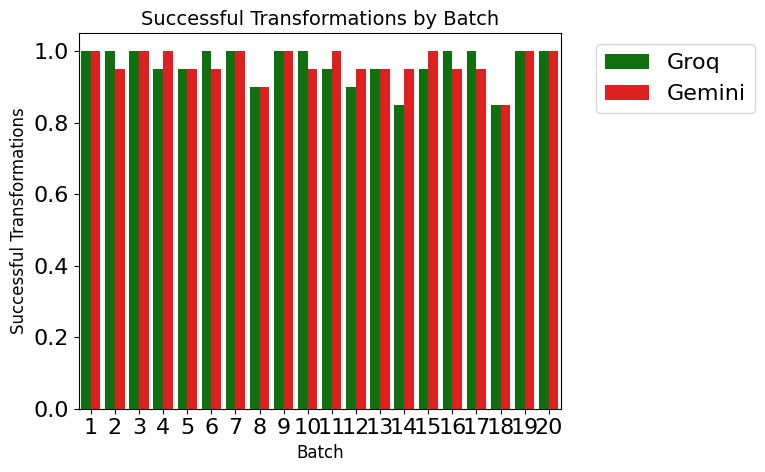 Successful Transformations by Batch
Groq
Gemini
Successful Transformations
1.0
0.8
0.6
0.4
0.2
0.0
1 2 3 4 5 6 7 8 9 10 11 12 13 14 15 16 17 18 19 20
Batch